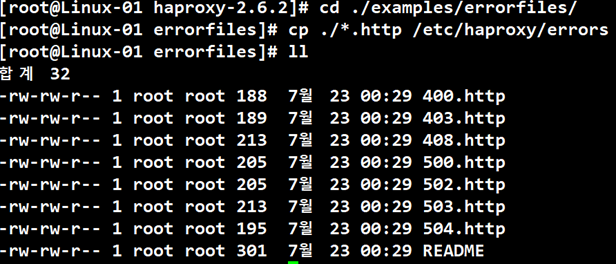 [root@Linux-01 haproxy-2.6.2]# cd ./examples/errorfiles/
[root@Linux-01 errorfiles]# cp ./*.http /etc/haproxy/errors
[root@Linux-01 errorfiles]# ll
합계 32
-rw-rw-r-- 1 root root 188  7월  23 00:29 400.http
-rw-rw-r-- 1 root root 189  7월  23 00:29 403.http
-rw-rw-r-- 1 root root 213  7월  23 00:29 408.http
-rw-rw-r-- 1 root root 205  7월  23 00:29 500.http
-rw-rw-r-- 1 root root 205  7월  23 00:29 502.http
-rw-rw-r-- 1 root root 213  7월  23 00:29 503.http
-rw-rw-r-- 1 root root 195  7월  23 00:29 504.http
-rw-rw-r-- 1 root root 301  7월  23 00:29 README